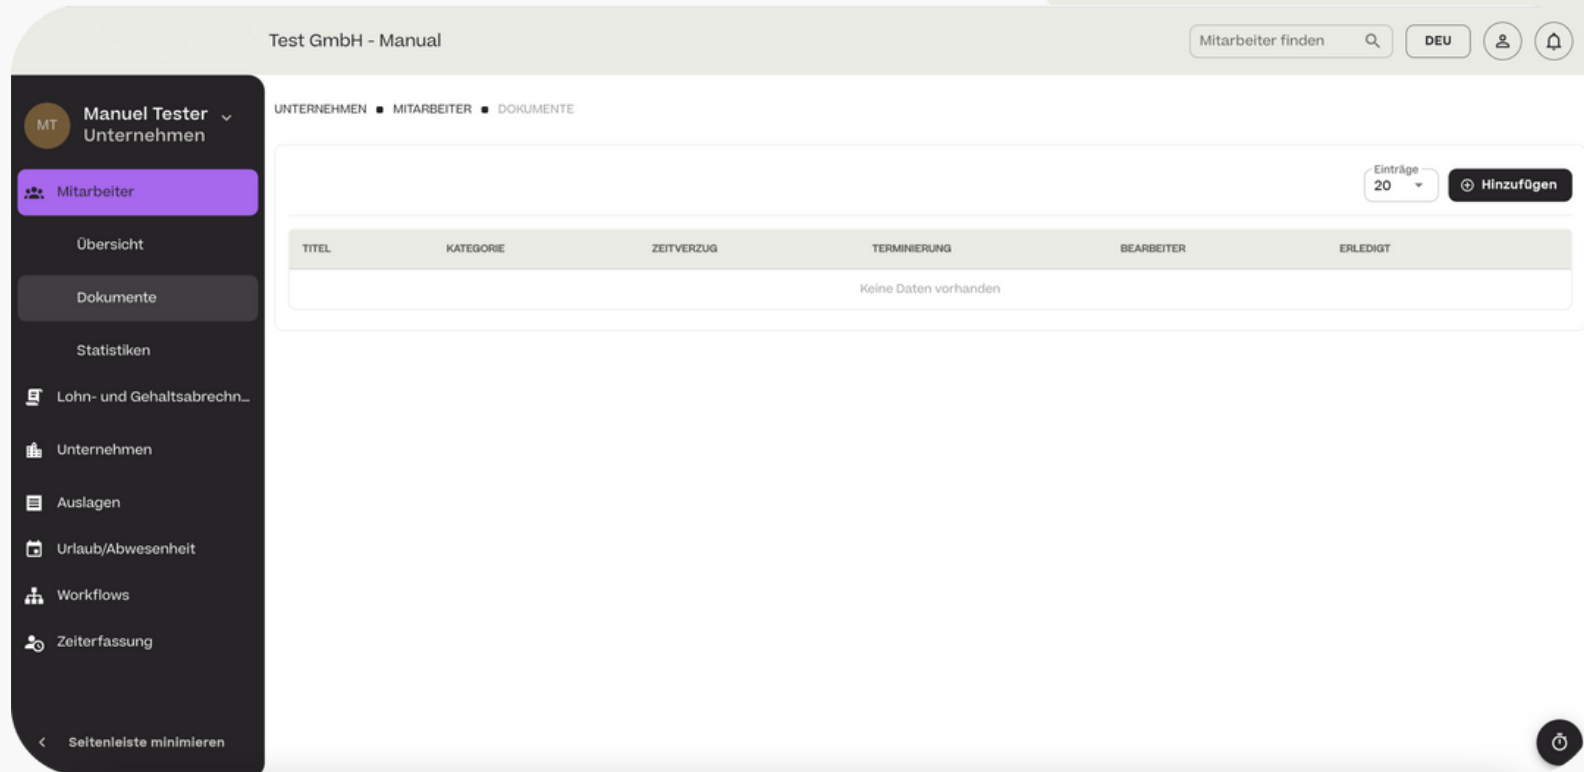 Test GmbH - Manual
Mitarbeiter finden
DEU
MT
Manuel Tester
Unternehmen
Mitarbeiter
Übersicht
Dokumente
Statistiken
Lohn- und Gehaltsabrechn...
Unternehmen
Auslagen
Urlaub/Abwesenheit
Workflows
Zeiterfassung
Seitenleiste minimieren
UNTERNEHMEN ■ MITARBEITER ■ DOKUMENTE
Einträge
20
Hinzufügen
TITEL KATEGORIE ZEITVERZUG TERMINIERUNG BEARBEITER ERLEDIGT
Keine Daten vorhanden